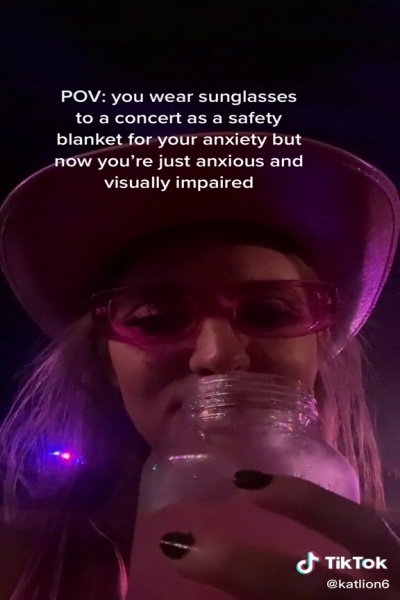 POV: you wear sunglasses
to a concert as a safety
blanket for your anxiety but
now you’re just anxious and
visually impaired
TikTok
@katlion6